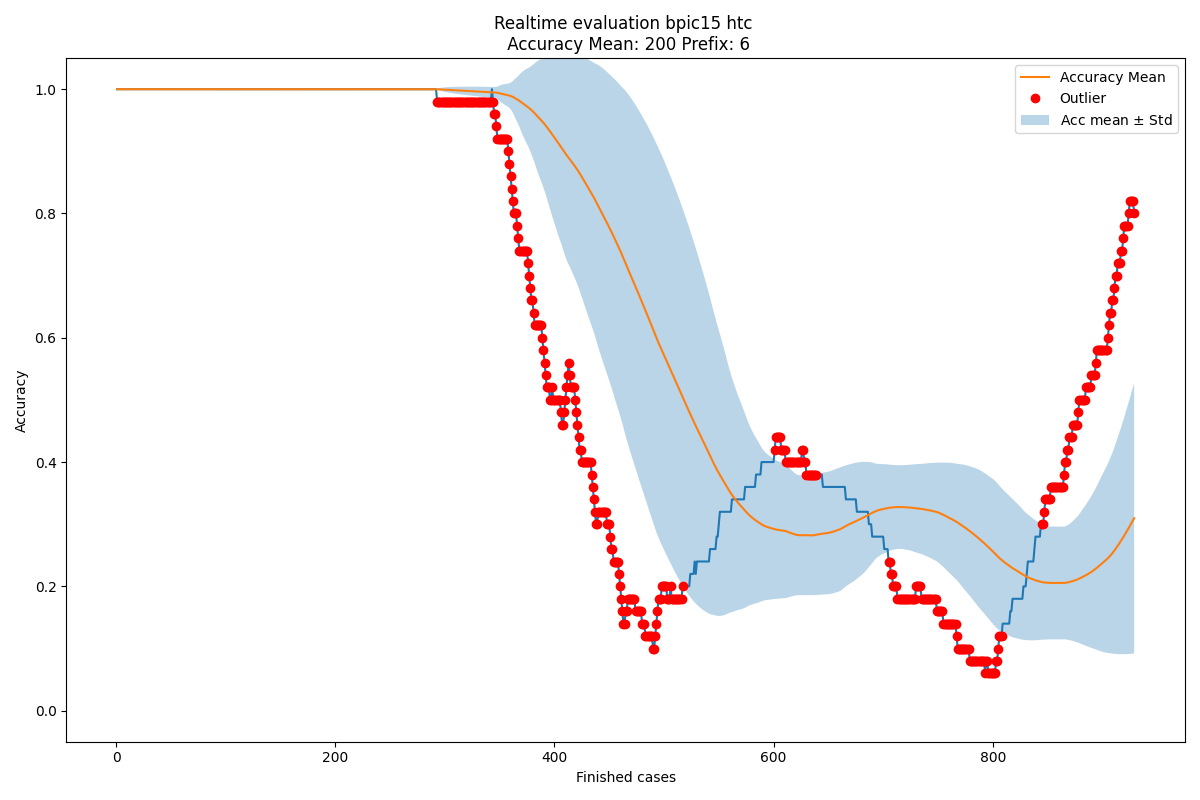 Realtime evaluation bpic15 htc
Accuracy Mean: 200 Prefix: 6
Accuracy Mean
Outlier
Acc mean ± Std
1.0
0.8
0.6
0.4
0.2
0.0
Accuracy
0
200
400
600
800
Finished cases